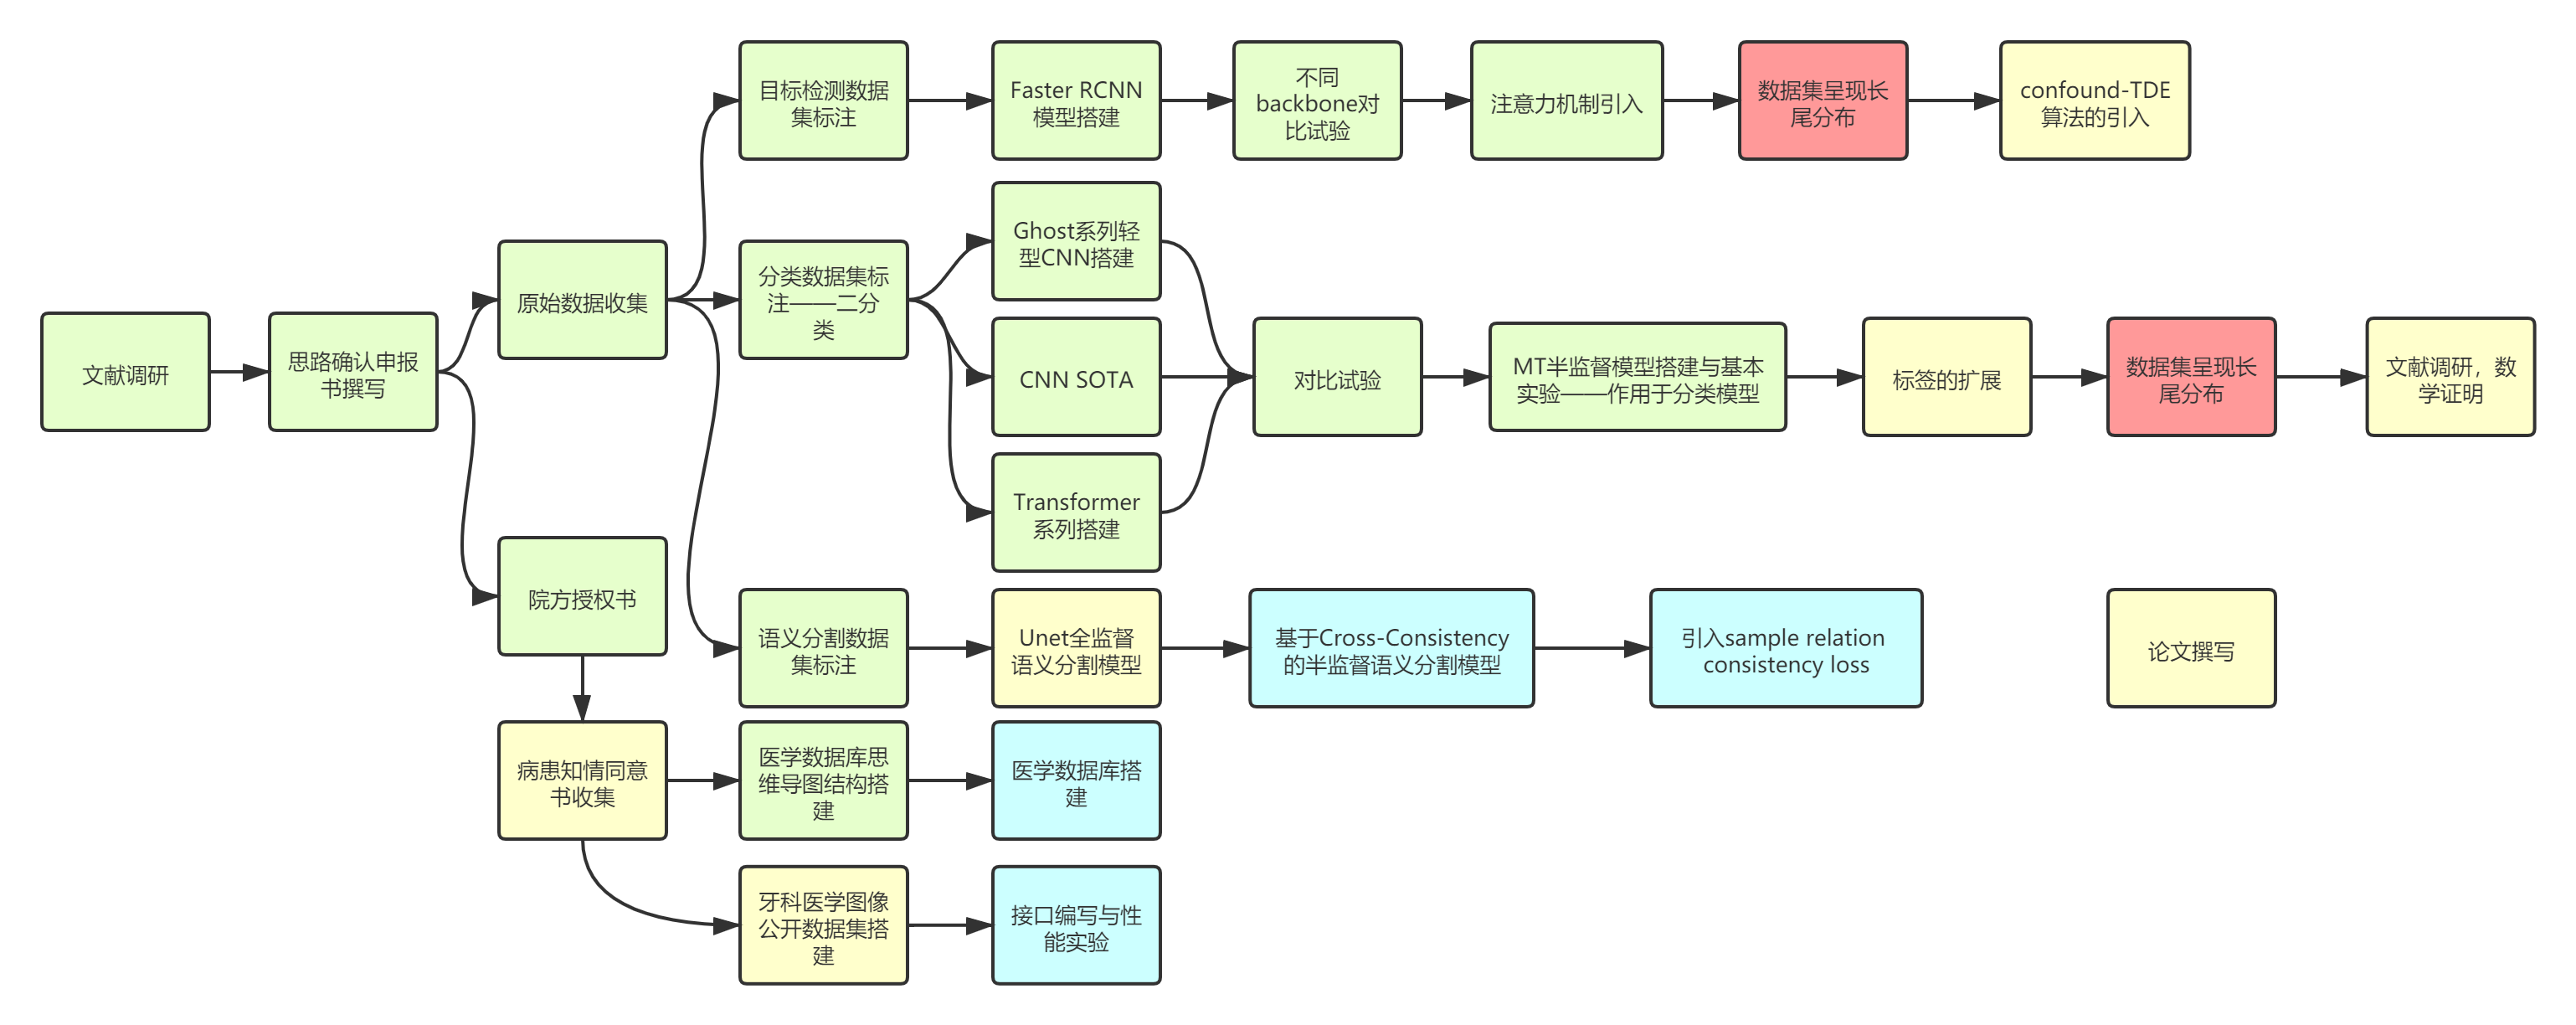 目标检测数据
集标注
Faster RCNN
模型搭建
不同
backbone对
比试验
注意力机制引入
数据集呈现长
尾分布
confound-TDE
算法的引入
文献调研
思路确认申报
书撰写
原始数据收集
分类数据集标
注——二分
类
Ghost系列轻
型CNN搭建
CNN SOTA
Transformer
系列搭建
对比试验
MT半监督模型搭建与基本
实验——作用于分类模型
标签的扩展
数据集呈现长
尾分布
文献调研，数
学证明
院方授权书
语义分割数据
集标注
Unet全监督
语义分割模型
基于Cross-Consistency
的半监督语义分割模型
引入sample relation
consistency loss
论文撰写
病患知情同意
书收集
医学数据库思
维导图结构搭
建
医学数据库搭
建
牙科医学图像
公开数据集搭
建
接口编写与性
能实验